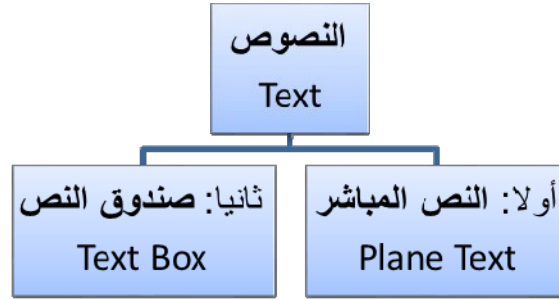 النصوص
Text
أولا: النص المباشر
Plane Text
ثانيا: صندوق النص
Text Box